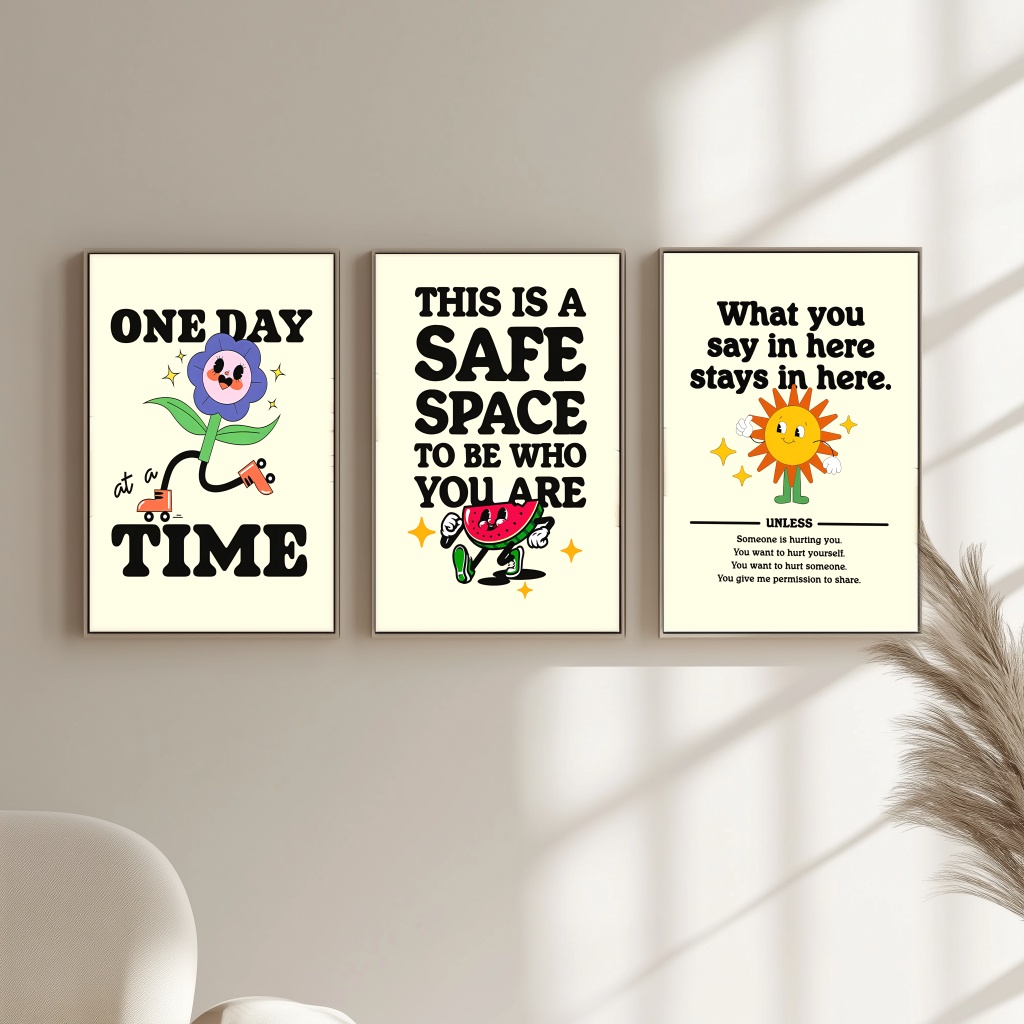 ONE DAY
at a
TIME
THIS IS A
SAFE
SPACE
TO BE WHO
YOU ARE
What you
say in here
stays in here.
UNLESS
Someone is hurting you.
You want to hurt yourself.
You want to hurt someone.
You give me permission to share.